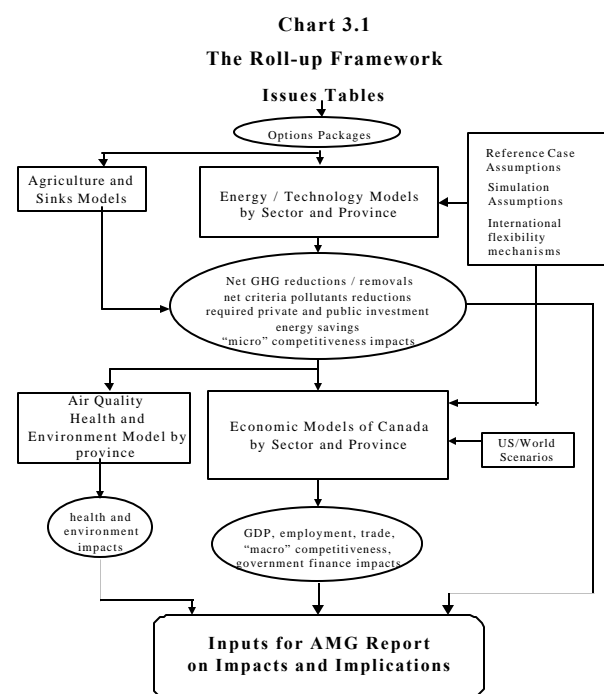 Chart 3.1
The Roll-up Framework
Issues Tables
Options Packages
Agriculture and
Sinks Models
Energy / Technology Models
by Sector and Province
Reference Case
Assumptions
Simulation
Assumptions
International
flexibility
mechanisms
Net GHG reductions / removals
net criteria pollutants reductions
required private and public investment
energy savings
“micro” competitiveness impacts
Air Quality
Health and
Environment Model by
province
Economic Models of Canada
by Sector and Province
US/World
Scenarios
health and
environment
impacts
GDP, employment, trade,
“macro” competitiveness,
government finance impacts
Inputs for AMG Report
on Impacts and Implications